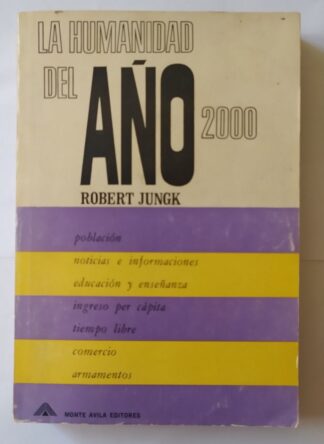 LA HUMANIDAD
DEL AÑO 2000
ROBERT JUNGK
población
noticias e informaciones
educación y enseñanza
ingreso per cápita
tiempo libre
comercio
armamentos
MONTE AVILA EDITORES